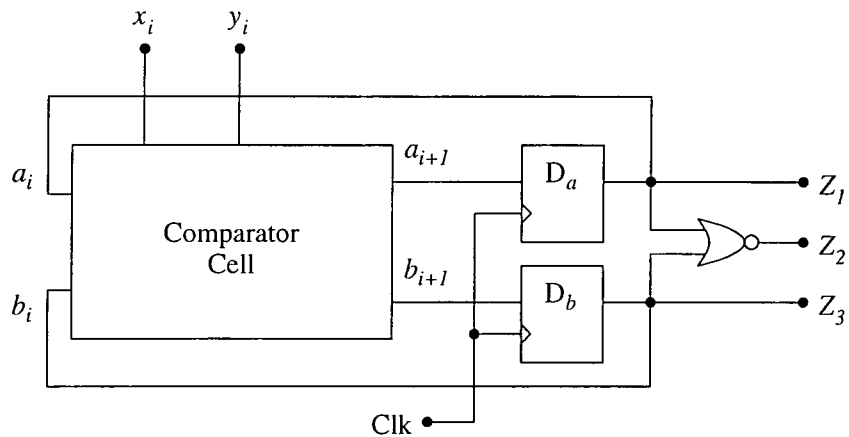 x_i y_i
a_{i+1}
D_a
a_i
Z_1
Comparator
Cell
Z_2
b_{i+1}
D_b
b_i
Z_3
Clk